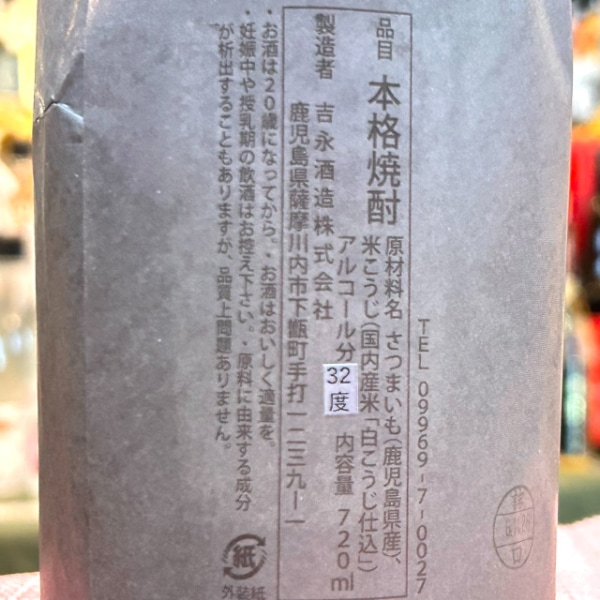 TEL 09969-7-0027
品目 本格焼酎
原材料名 さつまいも(鹿児島県産)、
米こうじ(国内産米「白こうじ仕込」)
アルコール分 32度 内容量 720ml
製造者 吉永酒造株式会社
鹿児島県薩摩川内市下甑町手打一二三九ー一
・お酒は20歳になってから。・お酒はおいしく適量を。
・妊娠中や授乳期の飲酒はお控え下さい。・原料に由来する成分
が析出することもありますが、品質上問題ありません。
紙
外装紙